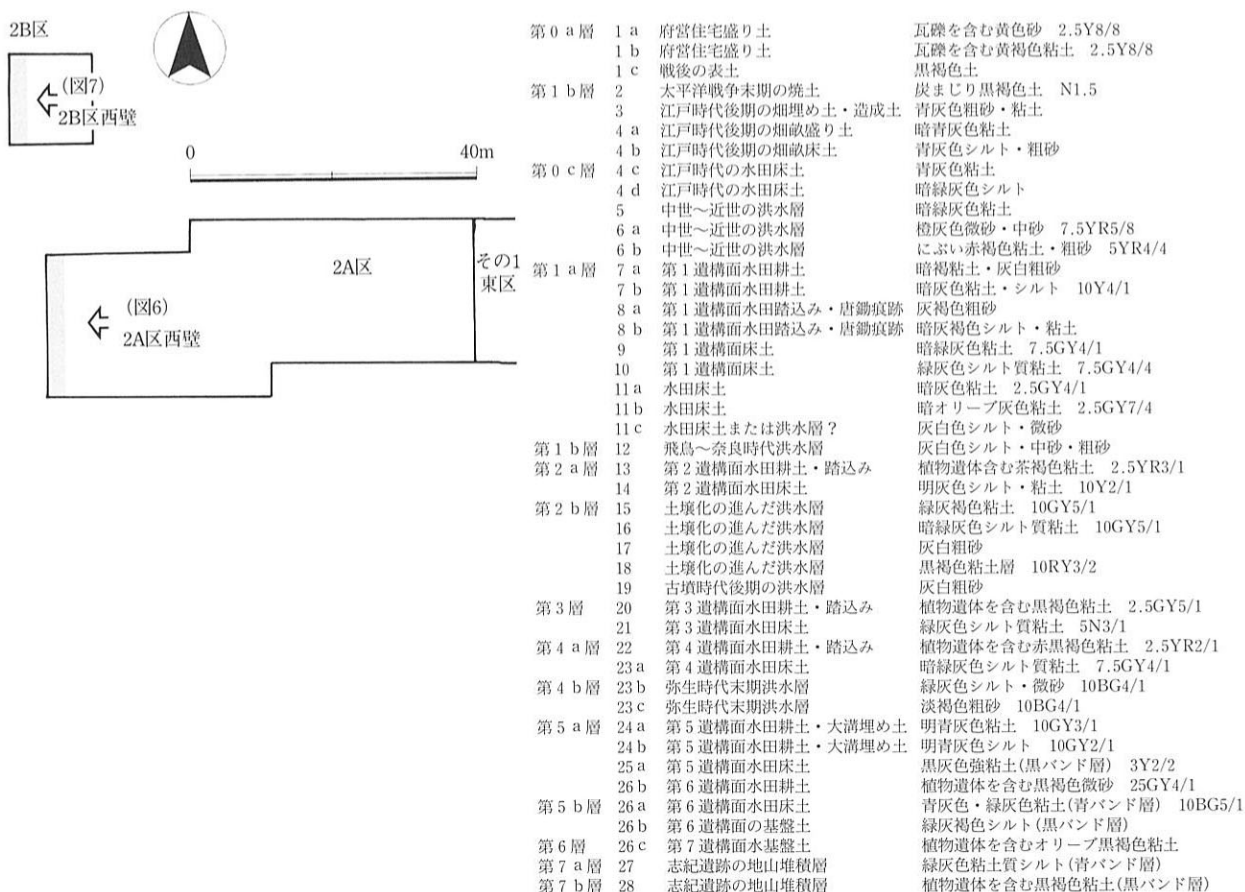 2B区
(図7)
2B区西壁
0 40m
2A区
その1
東区
(図6)
2A区西壁
第0 a層 1 a 府営住宅盛り土 瓦礫を含む黄色砂 2.5Y8/8
1 b 府営住宅盛り土 瓦礫を含む黄褐色粘土 2.5Y8/8
1 c 戦後の表土 黒褐色土
第1 b層 2 太平洋戦争末期の焼土 炭まじり黒褐色土 N1.5
3 江戸時代後期の畑埋め土・造成土 青灰色粗砂・粘土
4 a 江戸時代後期の畑畝盛り土 暗青灰色粘土
4 b 江戸時代後期の畑畝床土 青灰色シルト・粗砂
第0 c層 4 c 江戸時代の水田床土 青灰色粘土
4 d 江戸時代の水田床土 暗緑灰色シルト
5 中世～近世の洪水層 暗緑灰色粘土
6 a 中世～近世の洪水層 橙灰色微砂・中砂 7.5YR5/8
6 b 中世～近世の洪水層 にぶい赤褐色粘土・粗砂 5YR4/4
第1 a層 7 a 第1遺構面水田耕土 暗褐粘土・灰白粗砂
7 b 第1遺構面水田耕土 暗灰色粘土・シルト 10Y4/1
8 a 第1遺構面水田踏込み・唐鋤痕跡 灰褐色粗砂
8 b 第1遺構面水田踏込み・唐鋤痕跡 暗灰褐色シルト・粘土
9 第1遺構面床土 暗緑灰色粘土 7.5GY4/1
10 第1遺構面床土 緑灰色シルト質粘土 7.5GY4/4
11 a 水田床土 暗灰色粘土 2.5GY4/1
11 b 水田床土 暗オリーブ灰色粘土 2.5GY7/4
11 c 水田床土または洪水層？ 灰白色シルト・微砂
第1 b層 12 飛鳥～奈良時代洪水層 灰白色シルト・中砂・粗砂
第2 a層 13 第2遺構面水田耕土・踏込み 植物遺体含む茶褐色粘土 2.5YR3/1
14 第2遺構面水田床土 明灰色シルト・粘土 10Y2/1
第2 b層 15 土壌化の進んだ洪水層 緑灰褐色粘土 10GY5/1
16 土壌化の進んだ洪水層 暗緑灰色シルト質粘土 10GY5/1
17 土壌化の進んだ洪水層 灰白粗砂
18 土壌化の進んだ洪水層 黒褐色粘土層 10RY3/2
19 古墳時代後期の洪水層 灰白粗砂
第3層 20 第3遺構面水田耕土・踏込み 植物遺体を含む黒褐色粘土 2.5GY5/1
21 第3遺構面水田床土 緑灰色シルト質粘土 5N3/1
第4 a層 22 第4遺構面水田耕土・踏込み 植物遺体を含む赤黒褐色粘土 2.5YR2/1
23 a 第4遺構面水田床土 暗緑灰色シルト質粘土 7.5GY4/1
第4 b層 23 b 弥生時代末期洪水層 緑灰色シルト・微砂 10BG4/1
23 c 弥生時代末期洪水層 淡褐色粗砂 10BG4/1
第5 a層 24 a 第5遺構面水田耕土・大溝埋め土 明青灰色粘土 10GY3/1
24 b 第5遺構面水田耕土・大溝埋め土 明青灰色シルト 10GY2/1
25 a 第5遺構面水田床土 黒灰色強粘土(黒バンド層) 3Y2/2
26 b 第6遺構面水田耕土 植物遺体を含む黒褐色微砂 25GY4/1
第5 b層 26 a 第6遺構面水田床土 青灰色・緑灰色粘土(青バンド層) 10BG5/1
26 b 第6遺構面の基盤土 緑灰褐色シルト(黒バンド層)
第6層 26 c 第7遺構面水基盤土 植物遺体を含むオリーブ黒褐色粘土
第7 a層 27 志紀遺跡の地山堆積層 緑灰色粘土質シルト(青バンド層)
第7 b層 28 志紀遺跡の地山堆積層 植物遺体を含む黒褐色粘土(黒バンド層)